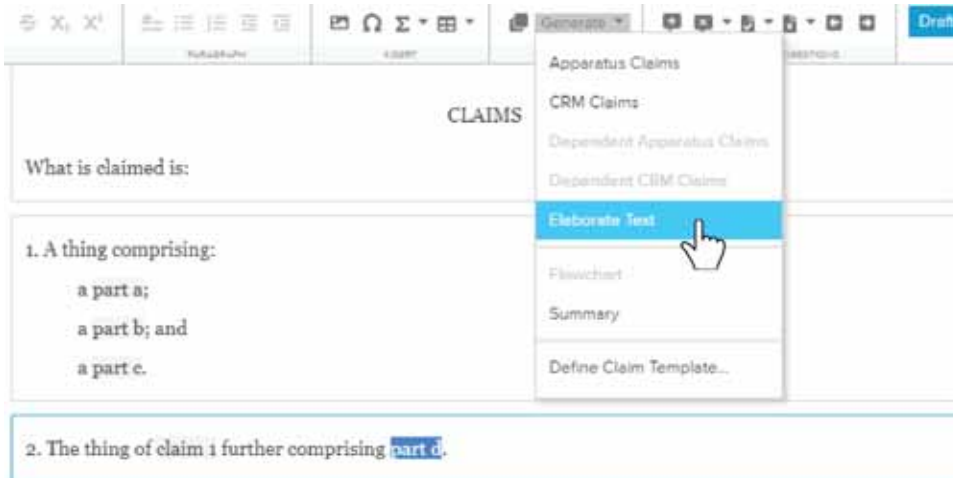 Generate
Draft
PARAGRAPH
INSERT
Apparatus Claims
CRM Claims
Dependent Apparatus Claims
Dependent CRM Claims
Elaborate Text
Flowchart
Summary
Define Claim Template...
CLAIMS
What is claimed is:
1. A thing comprising:
a part a;
a part b; and
a part c.
2. The thing of claim 1 further comprising part d.